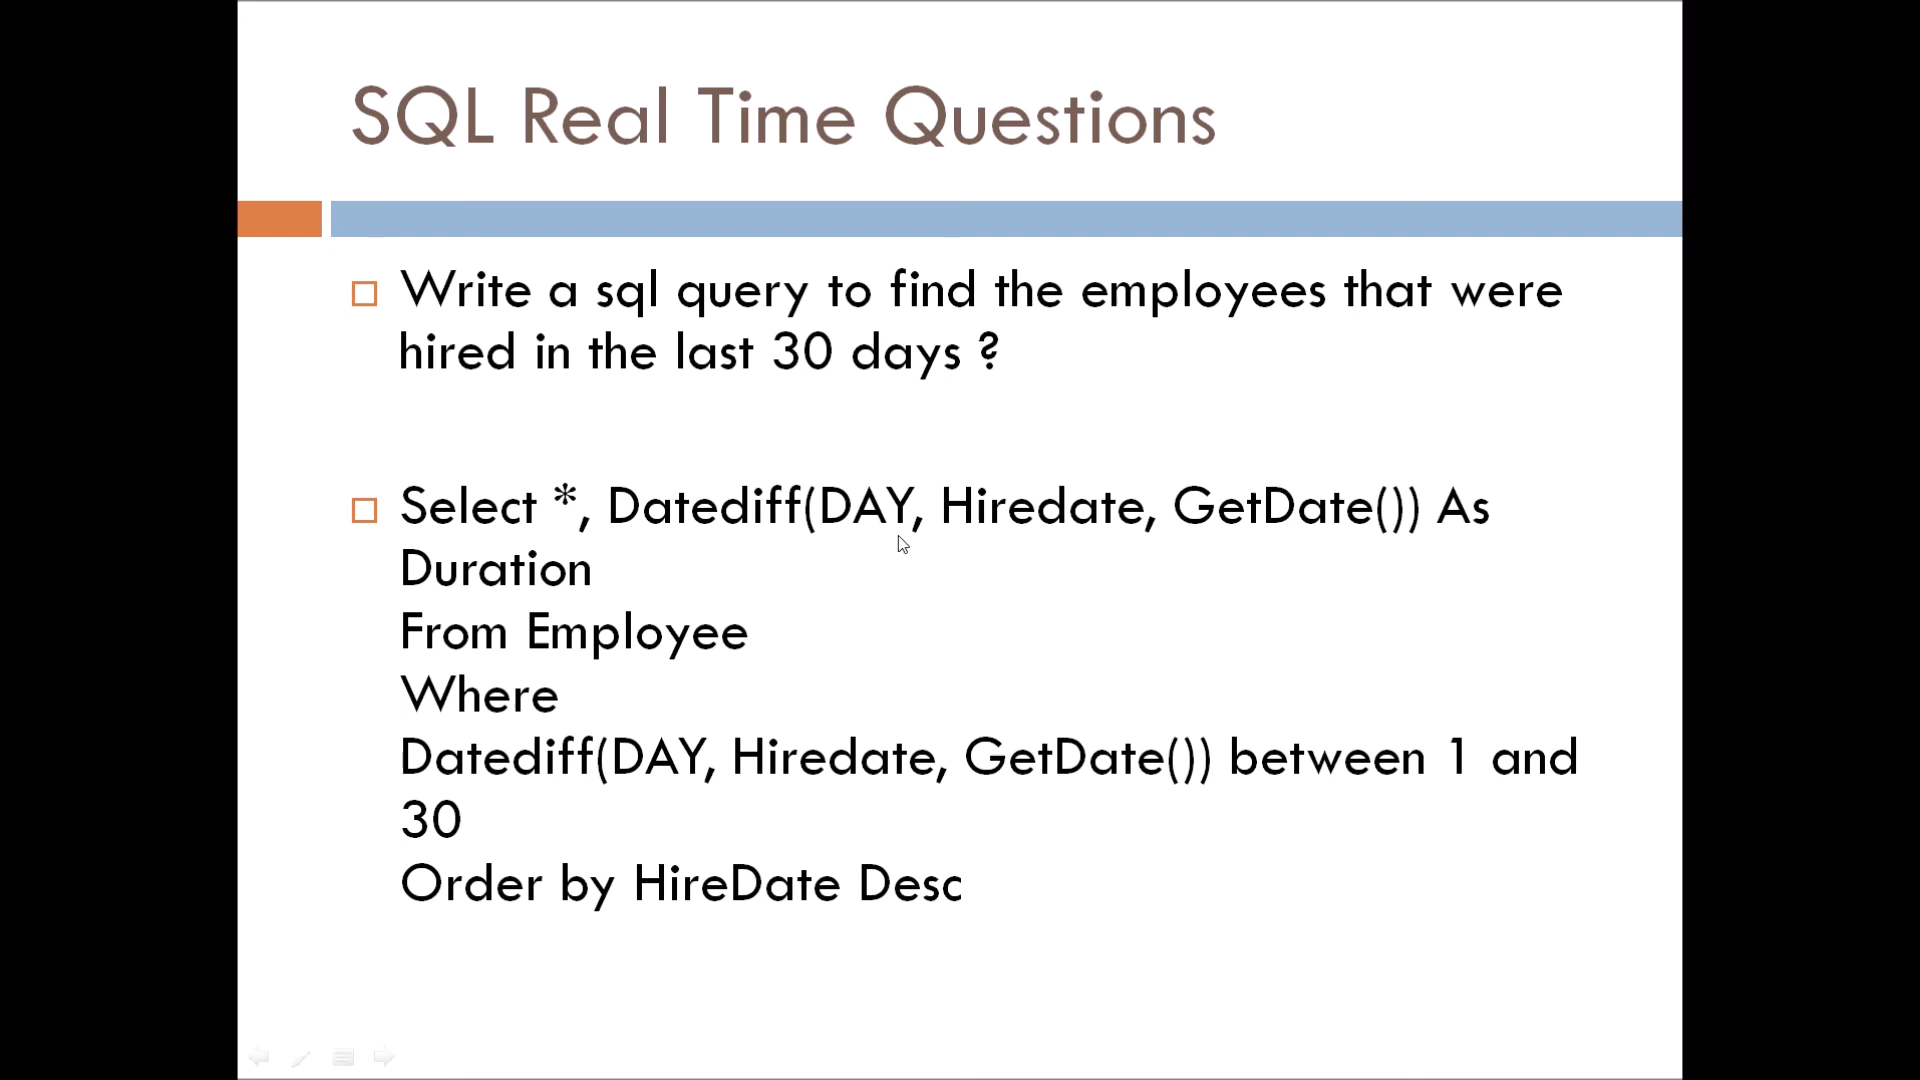 SQL Real Time Questions
Write a sql query to find the employees that were
hired in the last 30 days ?
Select *, Datediff(DAY, Hiredate, GetDate()) As
Duration
From Employee
Where
Datediff(DAY, Hiredate, GetDate()) between 1 and
30
Order by HireDate Desc